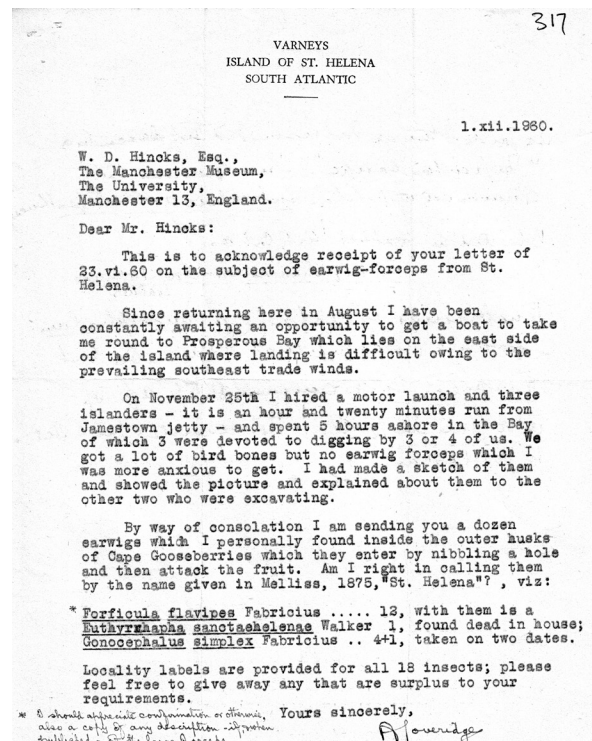 317
VARNEYS
ISLAND OF ST. HELENA
SOUTH ATLANTIC
1.xii.1960.
W. D. Hincks, Esq.,
The Manchester Museum,
The University,
Manchester 13, England.
Dear Mr. Hincks:
This is to acknowledge receipt of your letter of
23.vi.60 on the subject of earwig-forceps from St.
Helena.
Since returning here in August I have been
constantly awaiting an opportunity to get a boat to take
me round to Prosperous Bay which lies on the east side
of the island where landing is difficult owing to the
prevailing southeast trade winds.
On November 25th I hired a motor launch and three
islanders - it is an hour and twenty minutes run from
Jamestown jetty - and spent 5 hours ashore in the Bay
of which 3 were devoted to digging by 3 or 4 of us. We
got a lot of bird bones but no earwig forceps which I
was more anxious to get. I had made a sketch of them
and showed the picture and explained about them to the
other two who were excavating.
By way of consolation I am sending you a dozen
earwigs which I personally found inside the outer husks
of Cape Gooseberries which they enter by nibbling a hole
and then attack the fruit. Am I right in calling them
by the name given in Melliss, 1875,"St. Helena"? , viz:
* Forficula flavipes Fabricius ..... 12, with them is a
Euthyrrhapha sanctaehelenae Walker 1, found dead in house;
Gonocephalus simplex Fabricius .. 4+1, taken on two dates.
Locality labels are provided for all 18 insects; please
feel free to give away any that are surplus to your
requirements.
Yours sincerely,
* I should appreciate confirmation or otherwise,
also a copy of any description - if
A Loveridge